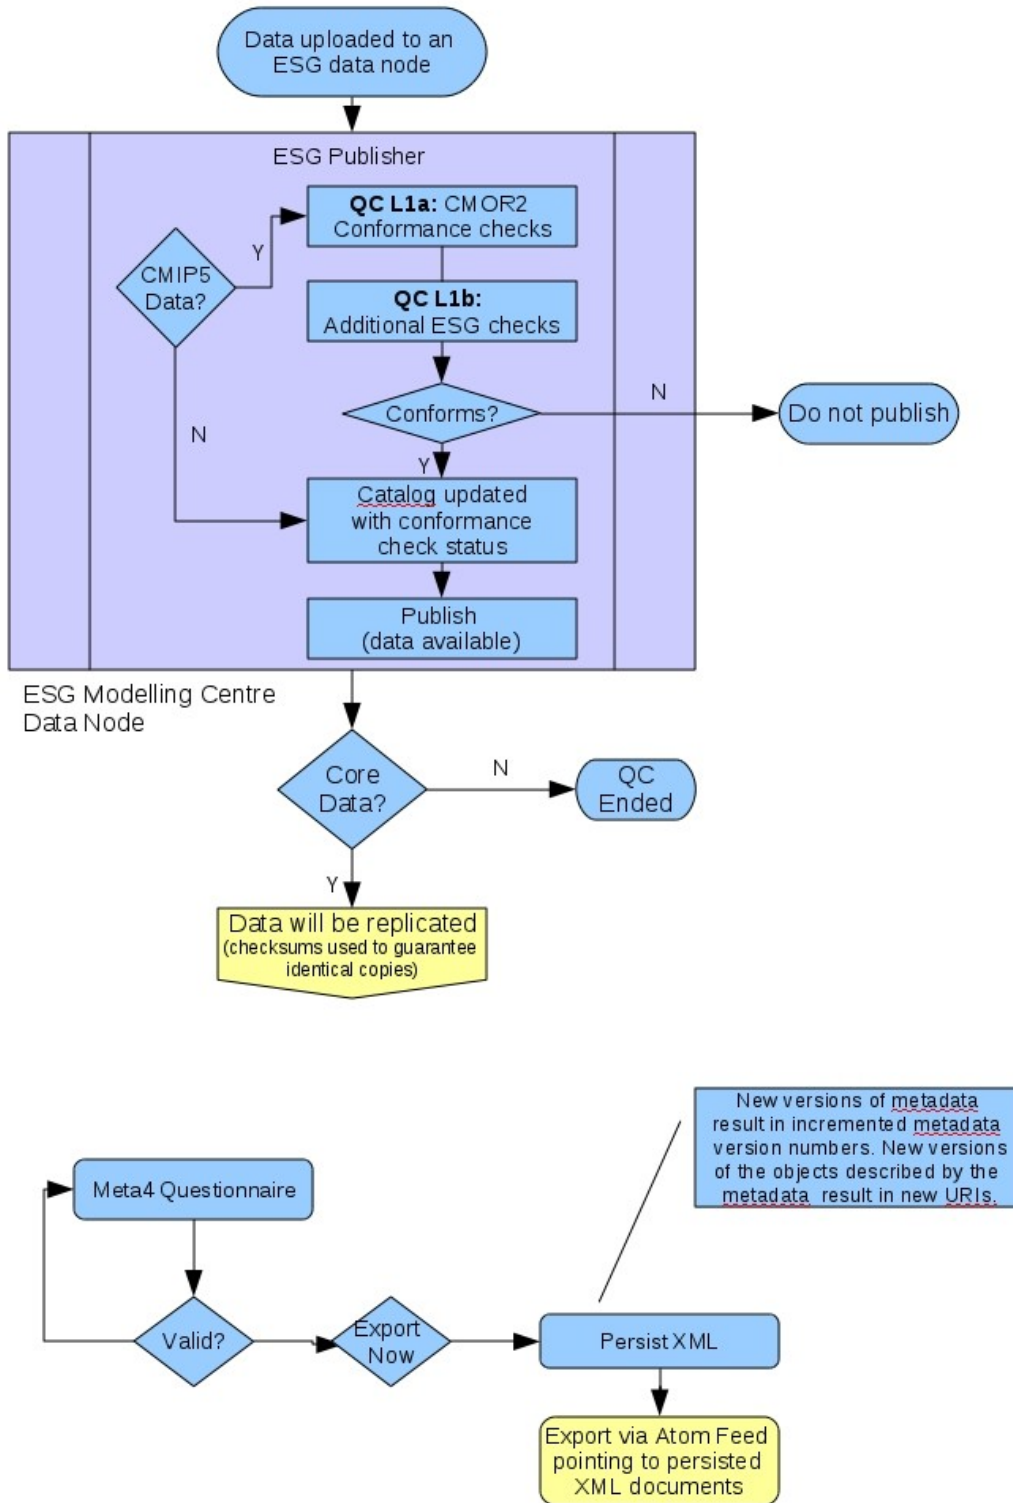 Data uploaded to an
ESG data node
ESG Publisher
QC L1a: CMOR2
Conformance checks
Y
CMIP5
Data?
QC L1b:
Additional ESG checks
N
Conforms?
Do not publish
N
Y
Catalog updated
with conformance
check status
Publish
(data available)
ESG Modelling Centre
Data Node
Core
Data?
N
QC
Ended
Y
Data will be replicated
(checksums used to guarantee
identical copies)
New versions of metadata
result in incremented metadata
version numbers. New versions
of the objects described by the
metadata result in new URIs.
Meta4 Questionnaire
Valid?
Export
Now
Persist XML
Export via Atom Feed
pointing to persisted
XML documents